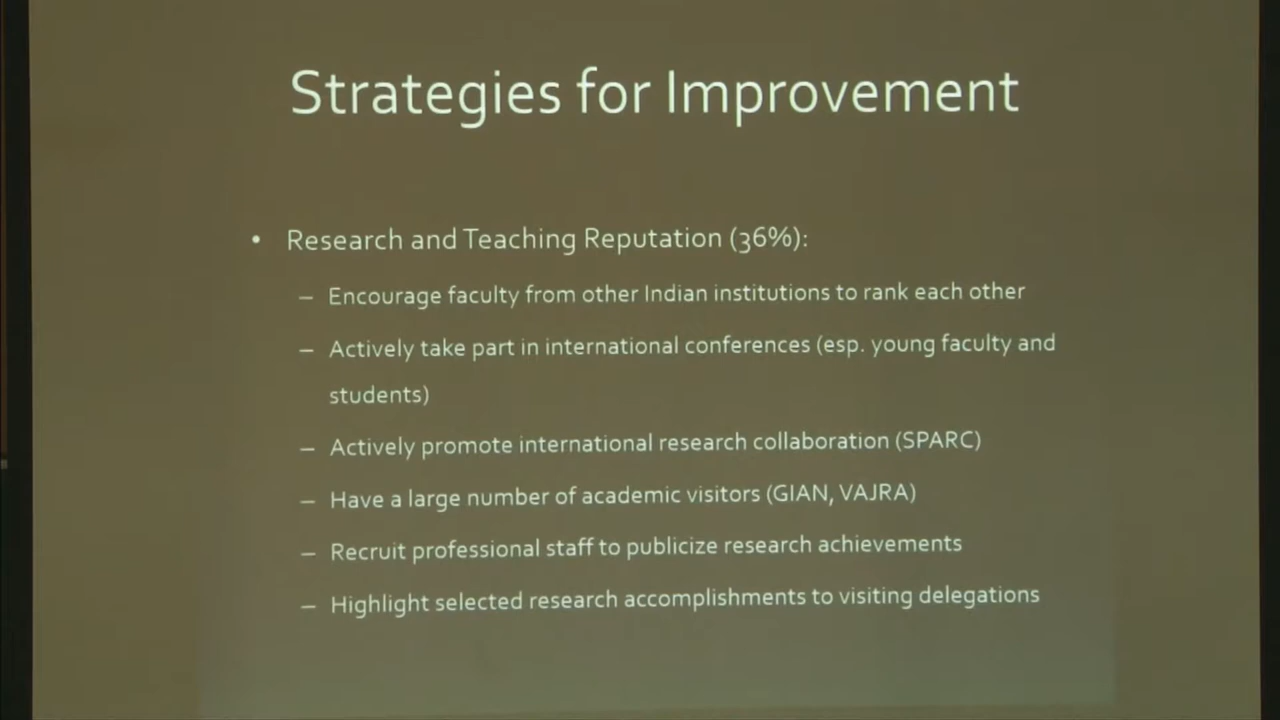 Strategies for Improvement
• Research and Teaching Reputation (36%):
– Encourage faculty from other Indian institutions to rank each other
– Actively take part in international conferences (esp. young faculty and
students)
– Actively promote international research collaboration (SPARC)
– Have a large number of academic visitors (GIAN, VAJRA)
– Recruit professional staff to publicize research achievements
– Highlight selected research accomplishments to visiting delegations